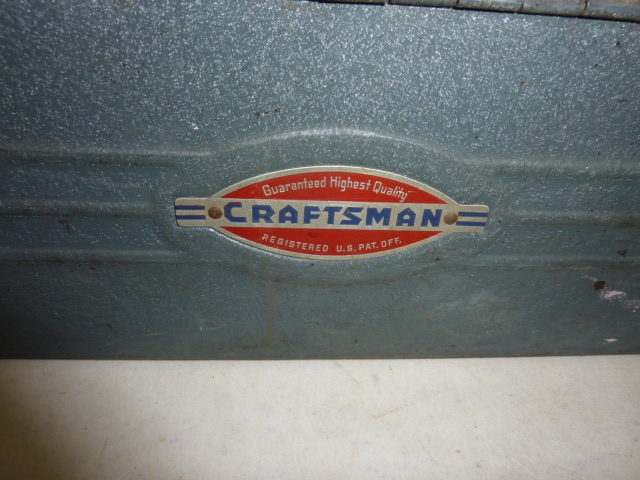 Guaranteed Highest Quality
CRAFTSMAN
REGISTERED U.S. PAT. OFF.